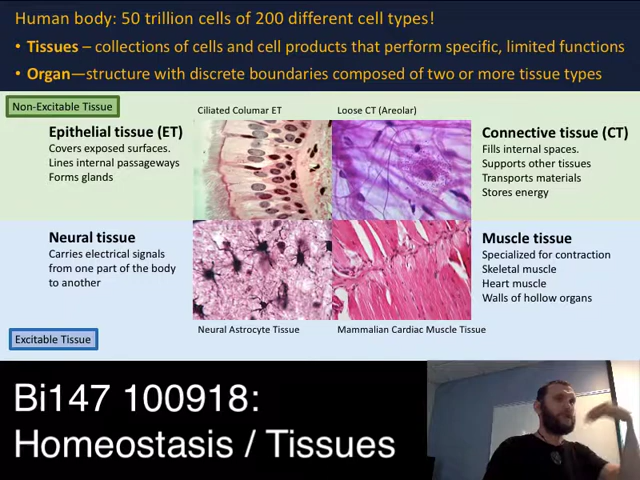 Human body: 50 trillion cells of 200 different cell types!
• Tissues – collections of cells and cell products that perform specific, limited functions
• Organ—structure with discrete boundaries composed of two or more tissue types
Non-Excitable Tissue
Ciliated Columar ET
Loose CT (Areolar)
Epithelial tissue (ET)
Covers exposed surfaces.
Lines internal passageways
Forms glands
Connective tissue (CT)
Fills internal spaces.
Supports other tissues
Transports materials
Stores energy
Neural tissue
Carries electrical signals
from one part of the body
to another
Muscle tissue
Specialized for contraction
Skeletal muscle
Heart muscle
Walls of hollow organs
Neural Astrocyte Tissue
Mammalian Cardiac Muscle Tissue
Excitable Tissue
Bi147 100918:
Homeostasis / Tissues